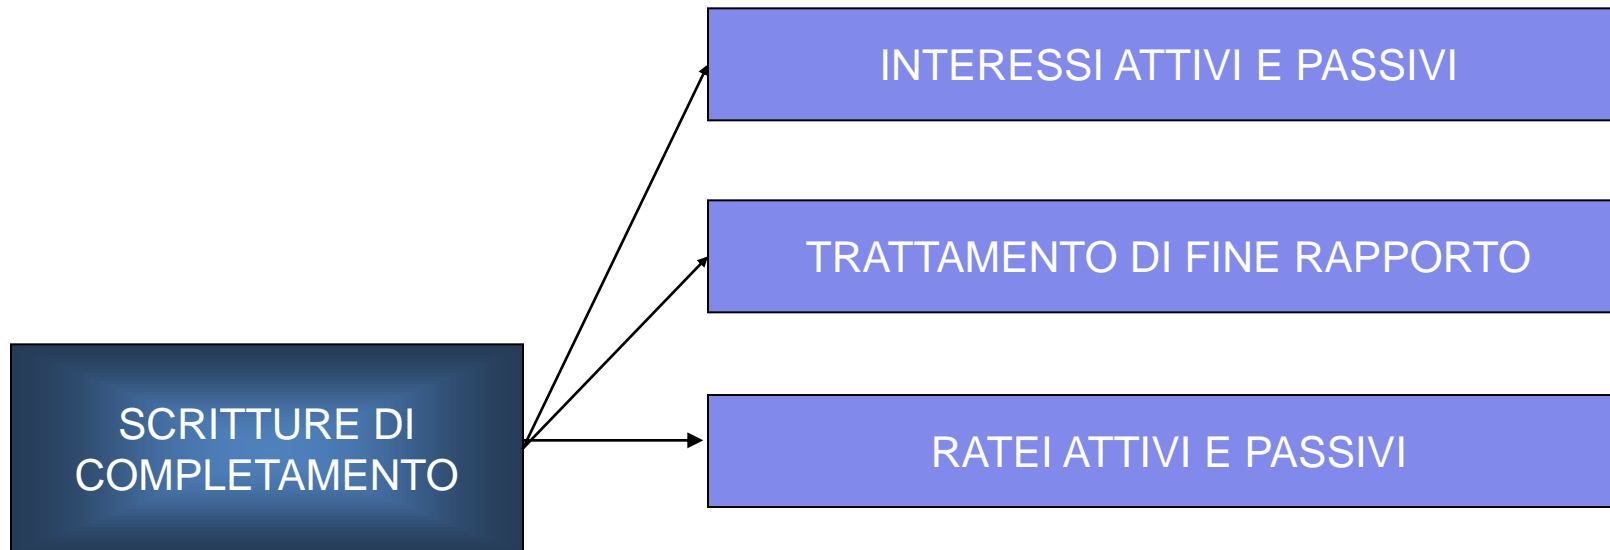 INTERESSI ATTIVI E PASSIVI
TRATTAMENTO DI FINE RAPPORTO
SCRITTURE DI
COMPLETAMENTO
RATEI ATTIVI E PASSIVI